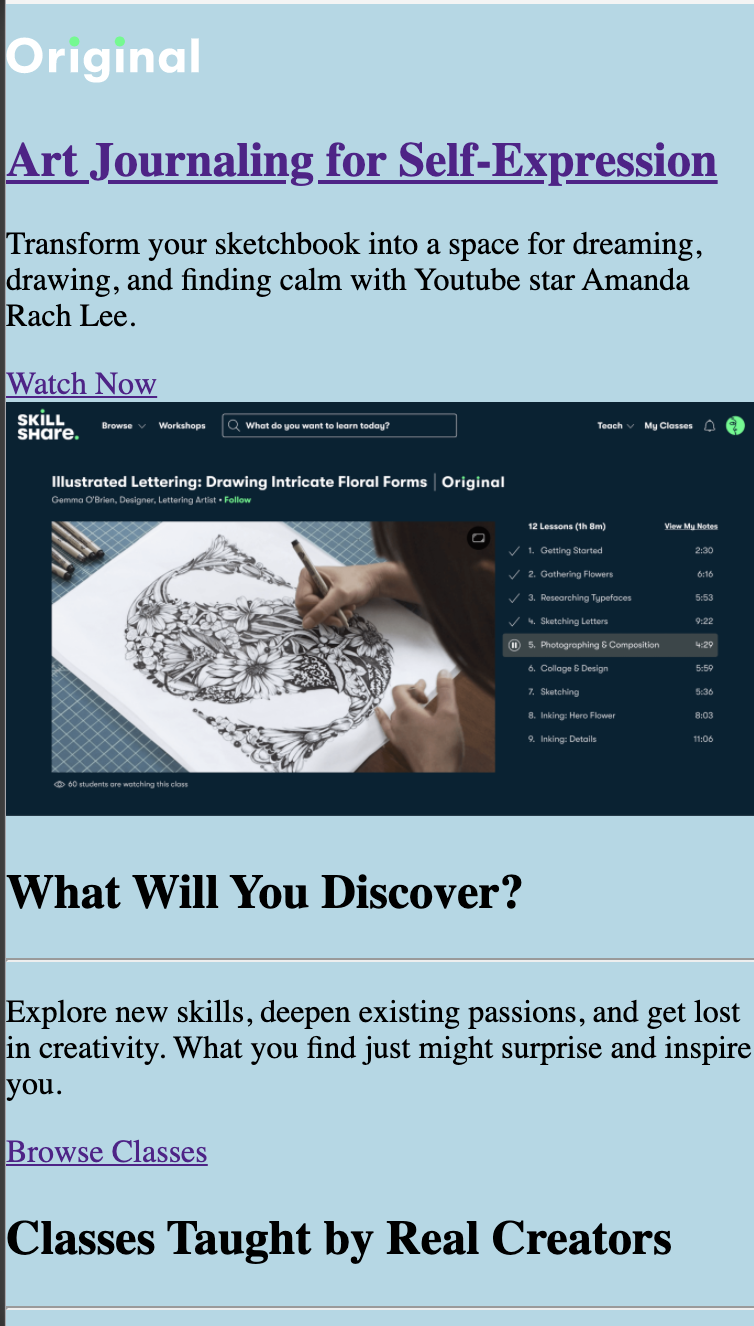 Original
Art Journaling for Self-Expression
Transform your sketchbook into a space for dreaming,
drawing, and finding calm with Youtube star Amanda
Rach Lee.
Watch Now
SKILL
SHARE.
Browse Workshops What do you want to learn today? Teach My Classes
Illustrated Lettering: Drawing Intricate Floral Forms | Original
Gemma O'Brien, Designer, Lettering Artist • Follow
12 Lessons (1h 8m) View My Notes
1. Getting Started 2:30
2. Gathering Flowers 6:16
3. Researching Typefaces 5:53
4. Sketching Letters 9:22
5. Photographing & Composition 4:29
6. Collage & Design 5:59
7. Sketching 5:36
8. Inking: Hero Flower 8:03
9. Inking: Details 11:06
60 students are watching this class
What Will You Discover?
Explore new skills, deepen existing passions, and get lost
in creativity. What you find just might surprise and inspire
you.
Browse Classes
Classes Taught by Real Creators